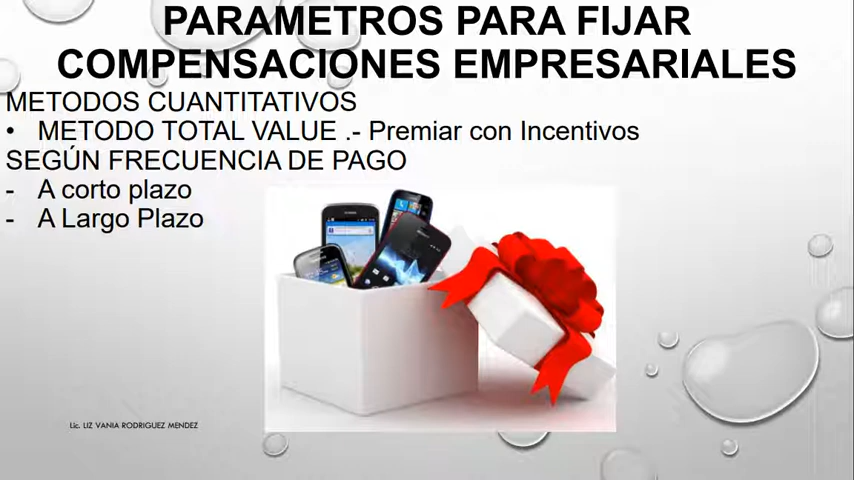 PARAMETROS PARA FIJAR
COMPENSACIONES EMPRESARIALES
METODOS CUANTITATIVOS
• METODO TOTAL VALUE .- Premiar con Incentivos
SEGÚN FRECUENCIA DE PAGO
- A corto plazo
- A Largo Plazo
Lic. LIZ VANIA RODRIGUEZ MENDEZ